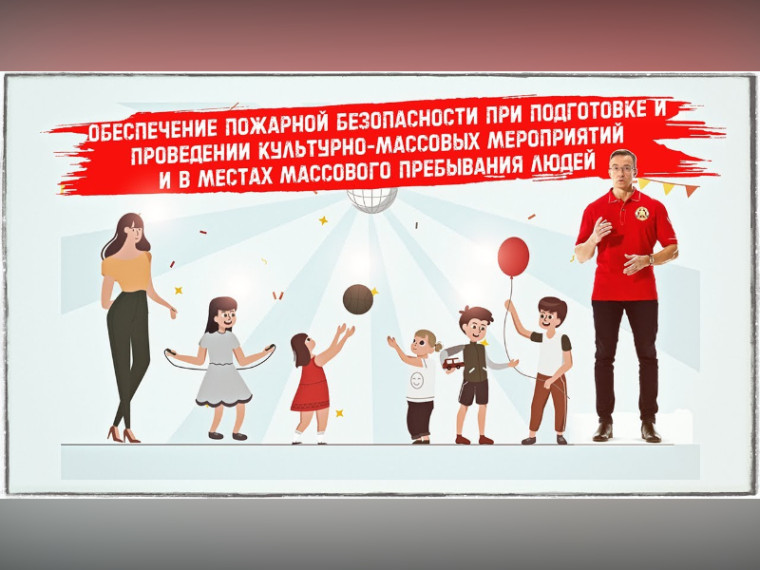 ОБЕСПЕЧЕНИЕ ПОЖАРНОЙ БЕЗОПАСНОСТИ ПРИ ПОДГОТОВКЕ И
ПРОВЕДЕНИИ КУЛЬТУРНО-МАССОВЫХ МЕРОПРИЯТИЙ
И В МЕСТАХ МАССОВОГО ПРЕБЫВАНИЯ ЛЮДЕЙ